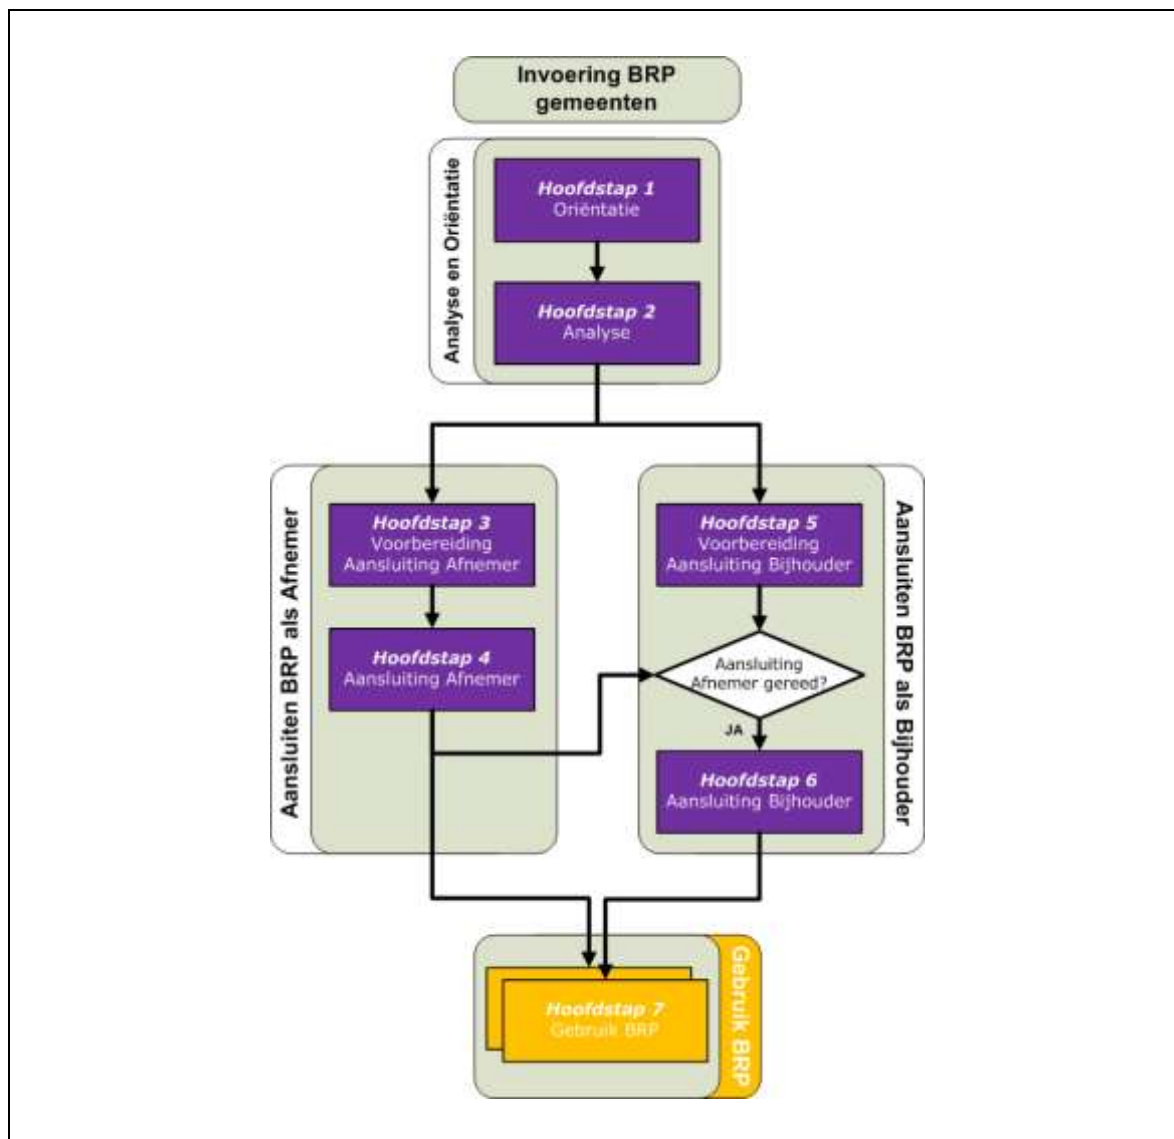 Invoering BRP
gemeenten
Analyse en Oriëntatie
Hoofdstap 1
Oriëntatie
Hoofdstap 2
Analyse
Aansluiten BRP als Afnemer
Hoofdstap 3
Voorbereiding
Aansluiting Afnemer
Hoofdstap 4
Aansluiting Afnemer
Aansluiten BRP als Bijhouder
Hoofdstap 5
Voorbereiding
Aansluiting Bijhouder
Aansluiting
Afnemer gereed?
JA
Hoofdstap 6
Aansluiting Bijhouder
Gebruik BRP
Hoofdstap 7
Gebruik BRP